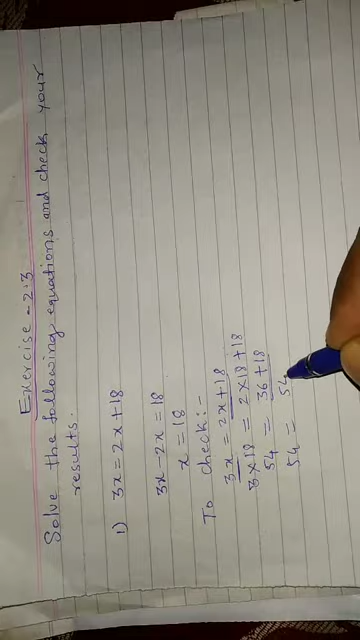 Exercise - 2.3
Solve the following equations and check your
results.
1) 3x = 2x + 18
3x - 2x = 18
x = 18
To check:-
3x = 2x + 18
3 x 18 = 2 x 18 + 18
54 = 36 + 18
54 = 54